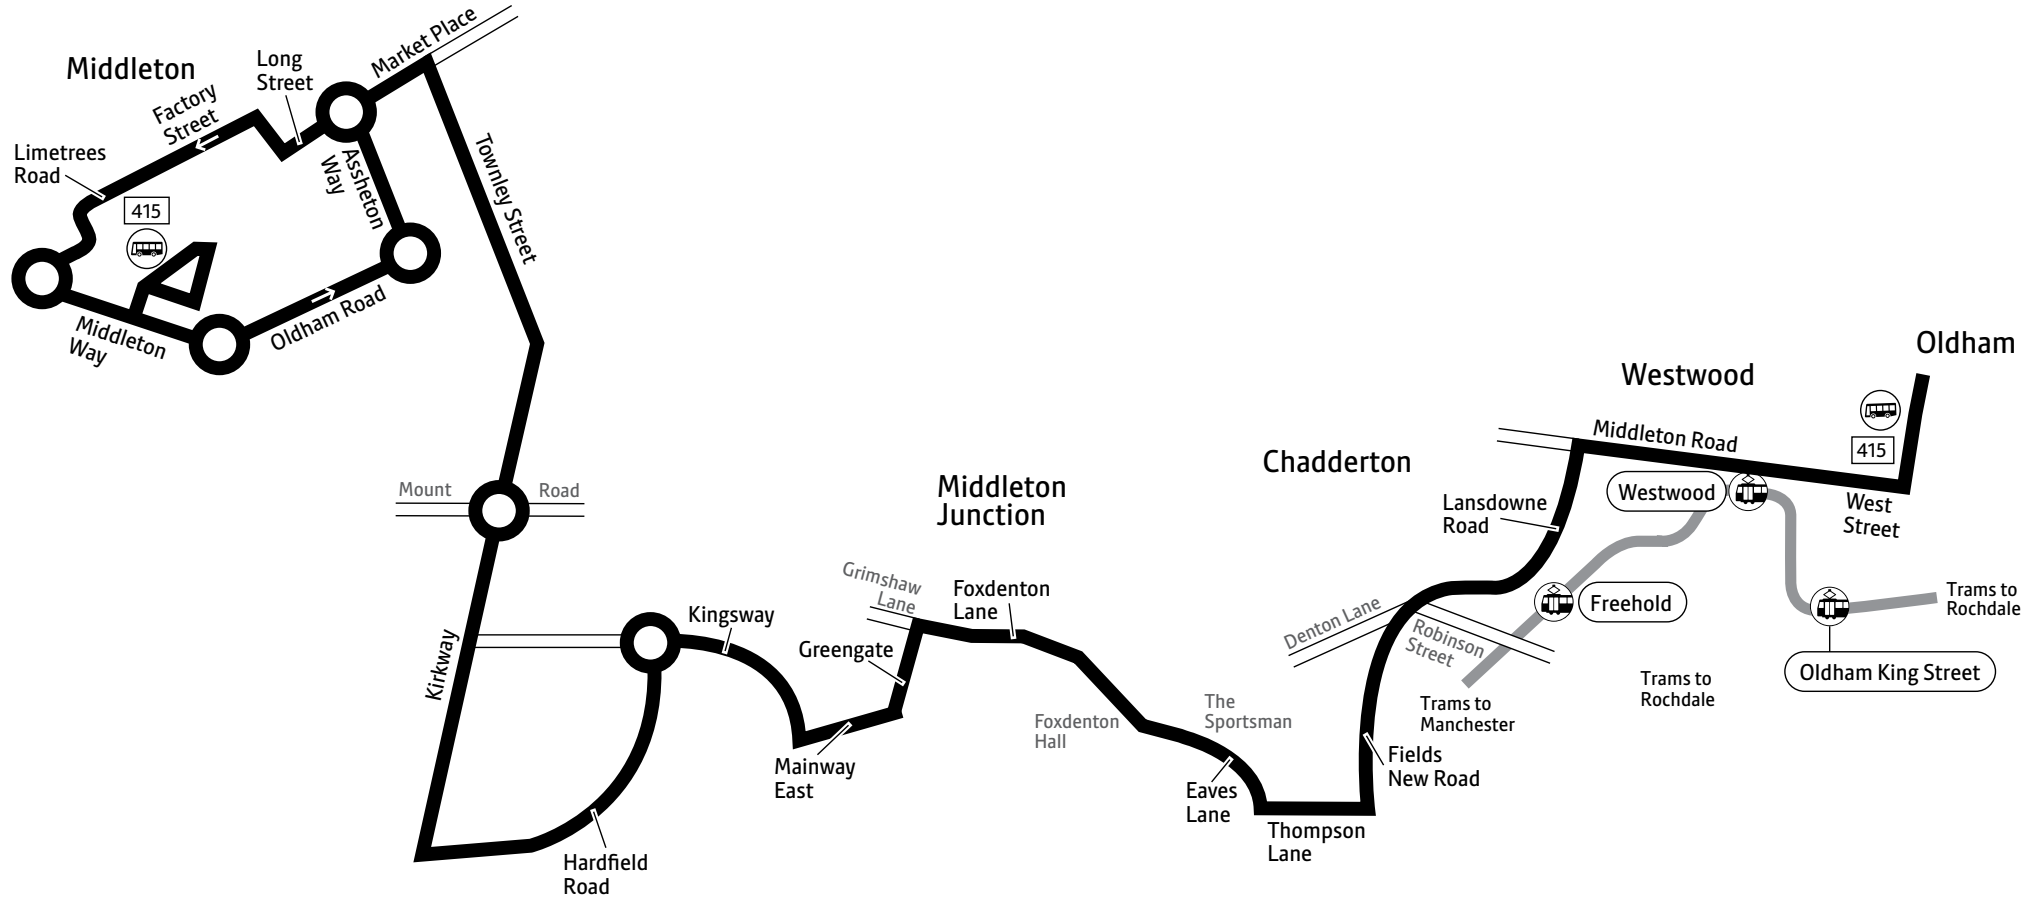 Middleton
Long
Street
Market Place
Factory
Street
Limetrees
Road
415
Assheton
Way
Townley Street
Middleton
Way
Oldham Road
Mount
Road
Kirkway
Hardfield
Road
Kingsway
Mainway
East
Greengate
Grimshaw
Lane
Middleton
Junction
Foxdenton
Lane
Foxdenton
Hall
The
Sportsman
Eaves
Lane
Thompson
Lane
Fields
New Road
Chadderton
Denton Lane
Robinson
Street
Lansdowne
Road
Trams to
Manchester
Freehold
Westwood
Middleton Road
Westwood
West
Street
Oldham
415
Trams to
Rochdale
Oldham King Street
Trams to
Rochdale